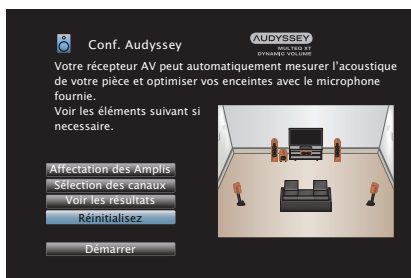 Conf. Audyssey
AUDYSSEY
MULTEQ XT
DYNAMIC VOLUME
Votre récepteur AV peut automatiquement mesurer l'acoustique
de votre pièce et optimiser vos enceintes avec le microphone
fournie.
Voir les éléments suivant si
necessaire.
Affectation des Amplis
Sélection des canaux
Voir les résultats
Réinitialisez
Démarrer